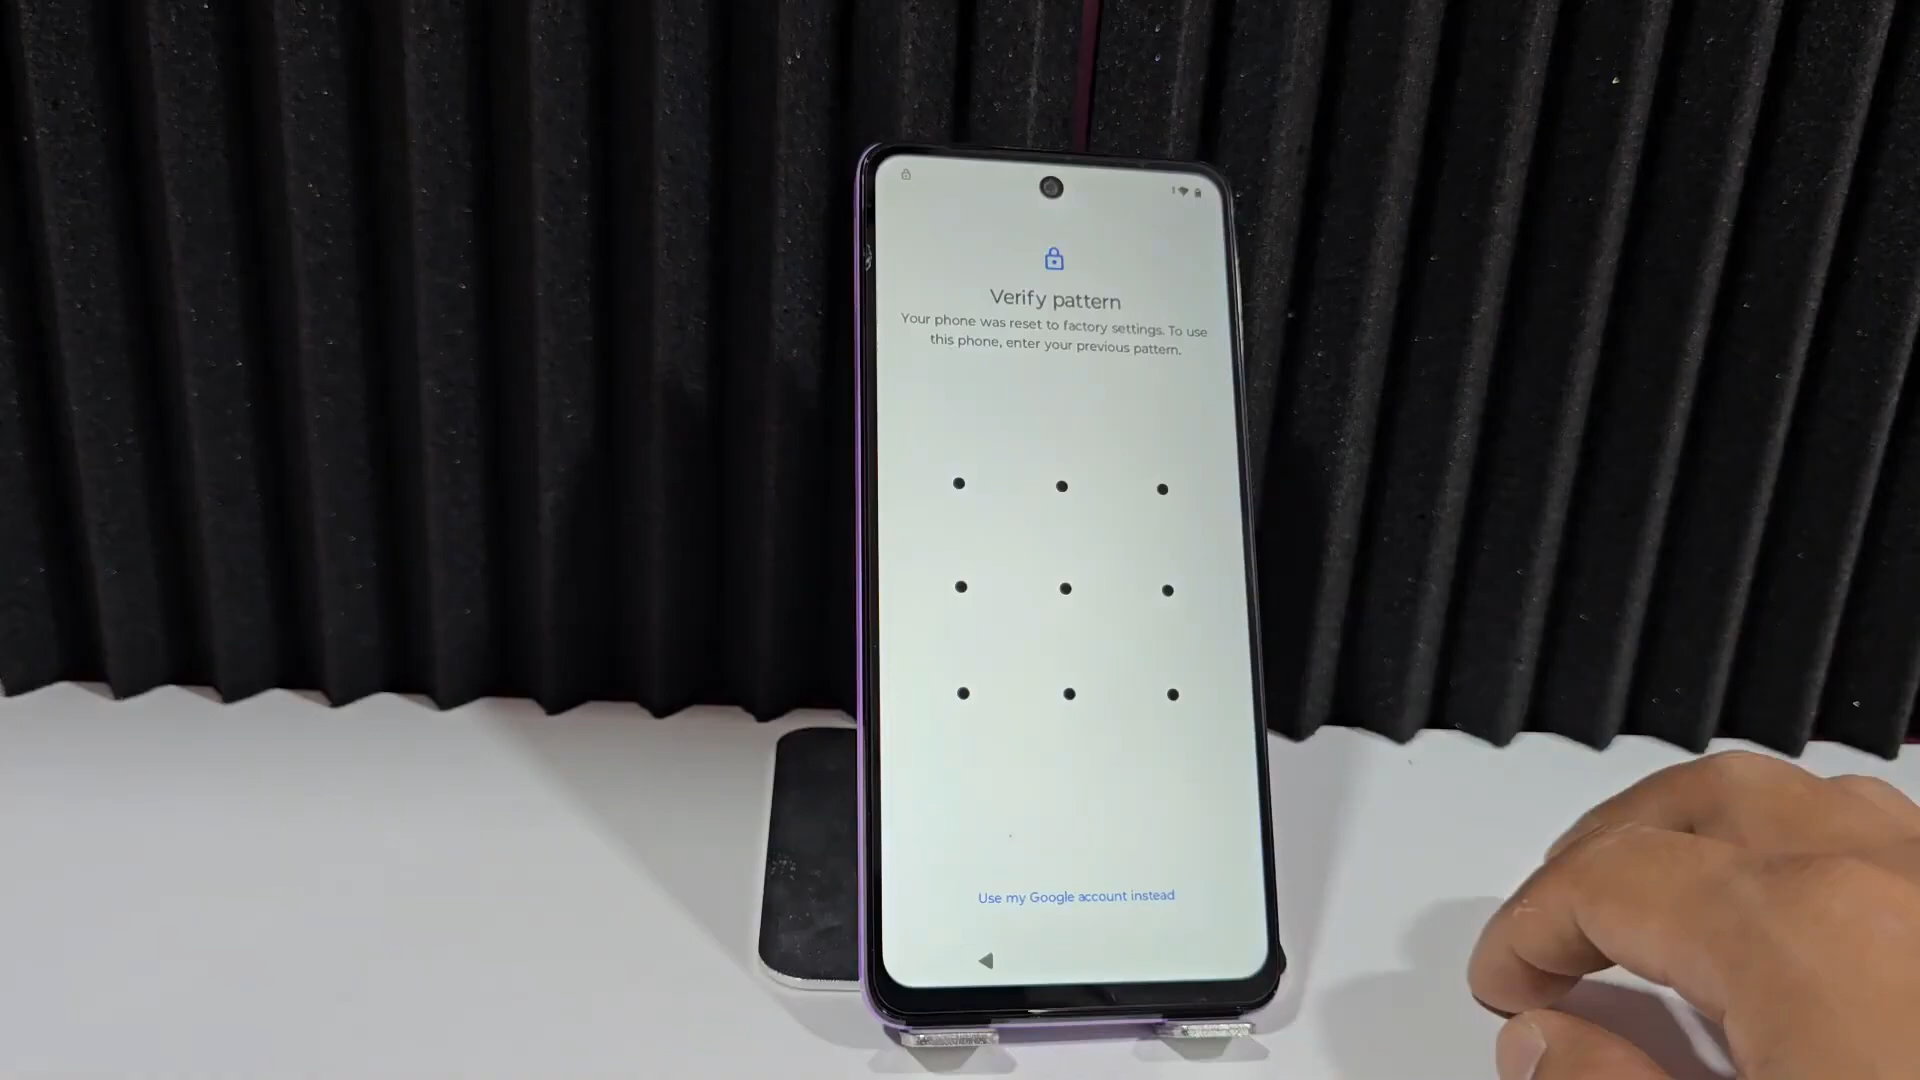 Verify pattern
Your phone was reset to factory settings. To use
this phone, enter your previous pattern.
Use my Google account instead